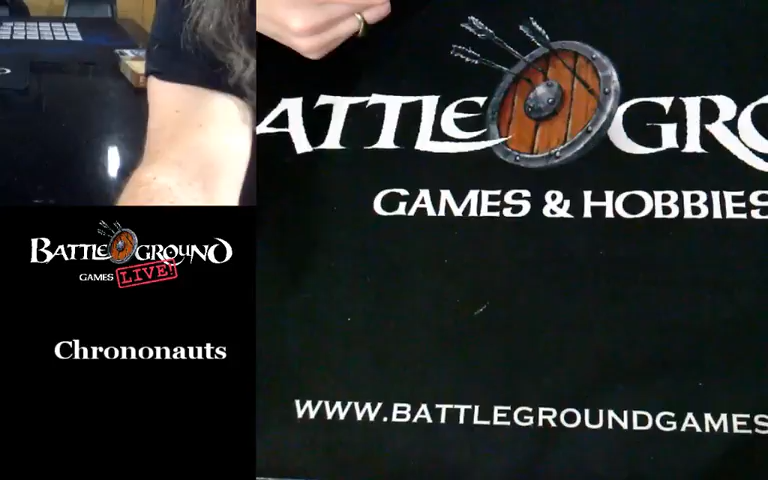 BATTLEGROUND
GAMES LIVE!
Chrononauts
ATTLE GRO
GAMES & HOBBIES
WWW.BATTLEGROUNDGAMES